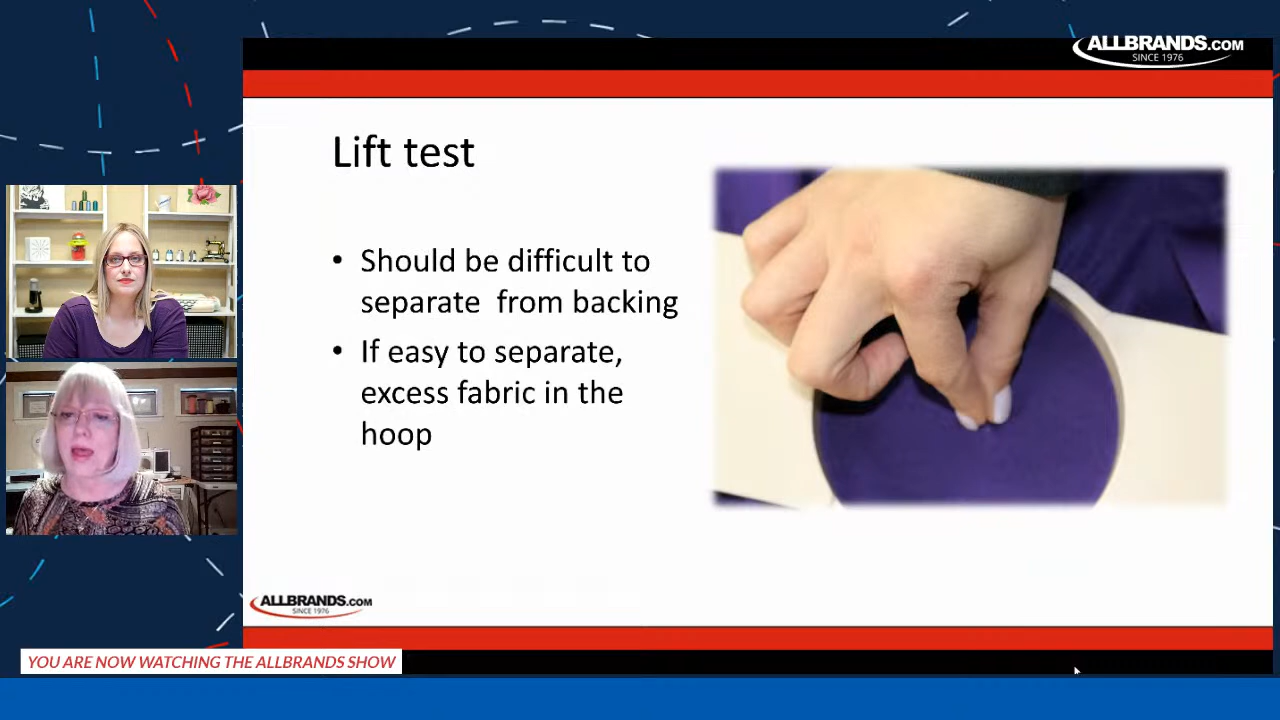 ALLBRANDS.COM
SINCE 1976
Lift test
• Should be difficult to
separate from backing
• If easy to separate,
excess fabric in the
hoop
ALLBRANDS.COM
SINCE 1976
YOU ARE NOW WATCHING THE ALLBRANDS SHOW